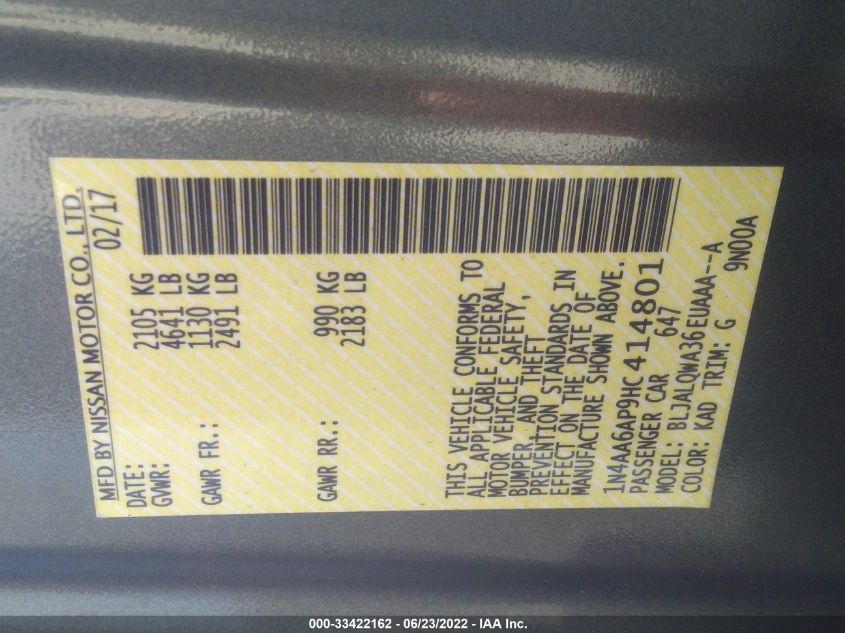 MFD BY NISSAN MOTOR CO., LTD.
DATE: 02/17
GVWR: 2105 KG
4641 LB
GAWR FR.: 1130 KG
2491 LB
GAWR RR.: 990 KG
2183 LB
THIS VEHICLE CONFORMS TO
ALL APPLICABLE FEDERAL
MOTOR VEHICLE SAFETY,
BUMPER, AND THEFT
PREVENTION STANDARDS IN
EFFECT ON THE DATE OF
MANUFACTURE SHOWN ABOVE.
1N4AA6AP9HC414801
PASSENGER CAR 647
MODEL: BLJALQWA36EUAAA--A
COLOR: KAD TRIM: G 9N00A
000-33422162 - 06/23/2022 - IAA Inc.